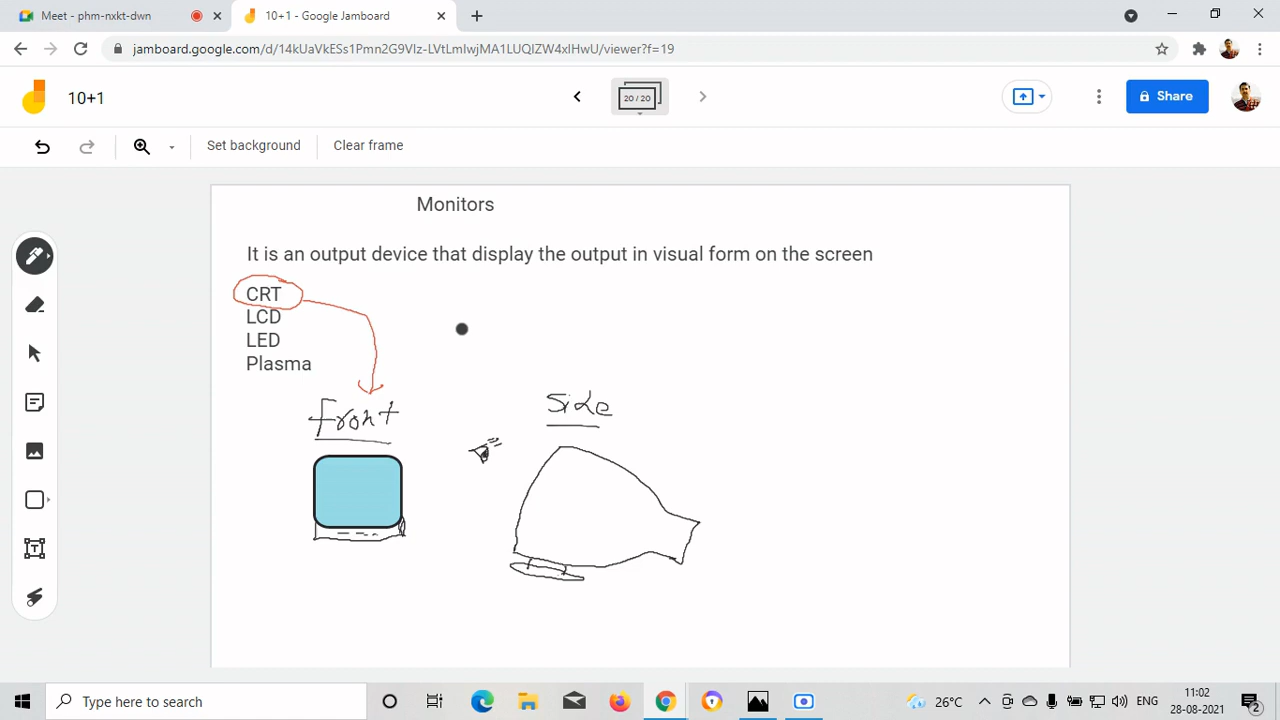 Meet - phm-nxkt-dwn
10+1 - Google Jamboard
jamboard.google.com/d/14kUaVkESs1Pmn2G9VIz-LVtLmIwjMA1LUQIZW4xlHwU/viewer?f=19
10+1
20 / 20
Share
Set background
Clear frame
Monitors
It is an output device that display the output in visual form on the screen
CRT
LCD
LED
Plasma
Front
Side
Type here to search
26°C
ENG
11:02
28-08-2021
2